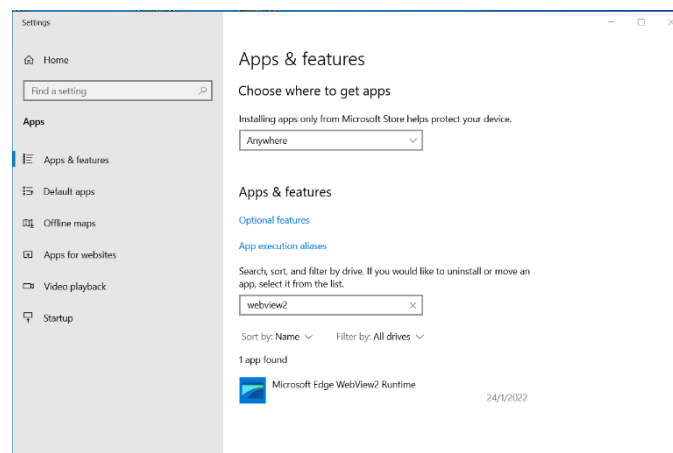 Settings
Home
Find a setting
Apps
Apps & features
Default apps
Offline maps
Apps for websites
Video playback
Startup
Apps & features
Choose where to get apps
Installing apps only from Microsoft Store helps protect your device.
Anywhere
Apps & features
Optional features
App execution aliases
Search, sort, and filter by drive. If you would like to uninstall or move an
app, select it from the list.
webview2
Sort by: Name Filter by: All drives
1 app found
Microsoft Edge WebView2 Runtime
24/1/2022